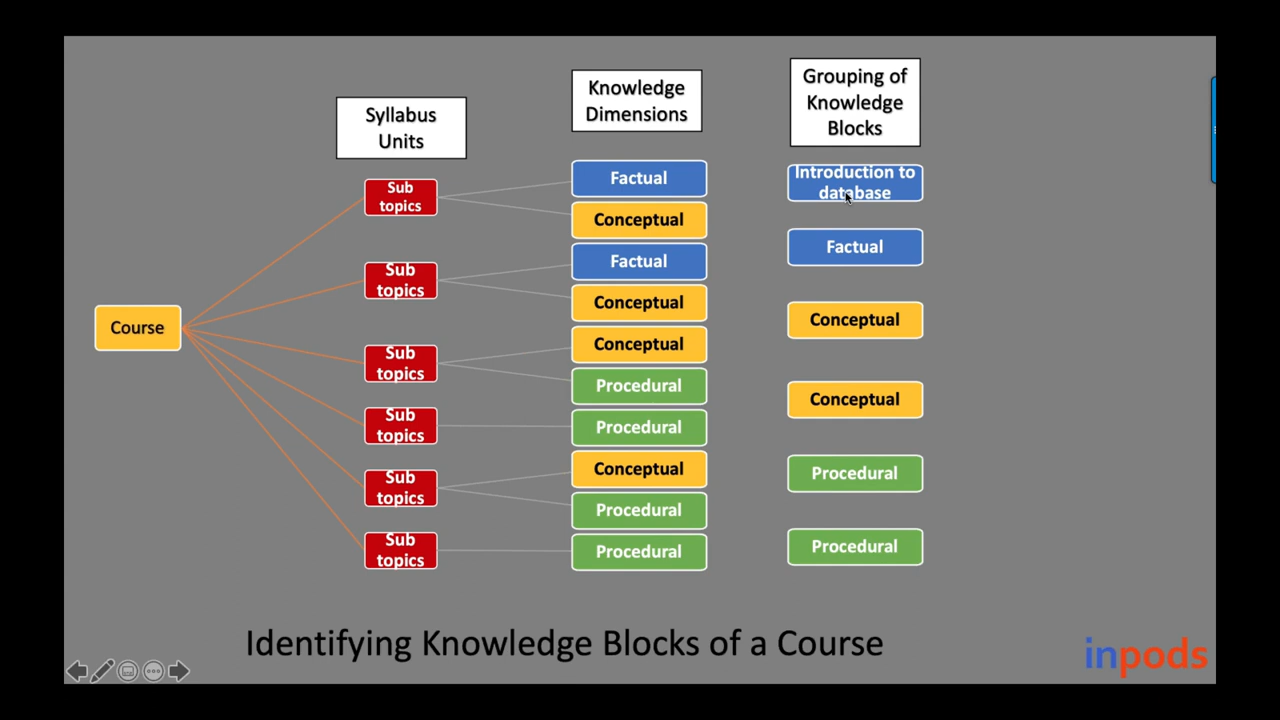 Syllabus
Units
Knowledge
Dimensions
Grouping of
Knowledge
Blocks
Course
Sub
topics
Sub
topics
Sub
topics
Sub
topics
Sub
topics
Sub
topics
Factual
Conceptual
Factual
Conceptual
Conceptual
Procedural
Procedural
Conceptual
Procedural
Procedural
Introduction to
database
Factual
Conceptual
Conceptual
Procedural
Procedural
Identifying Knowledge Blocks of a Course
inpods